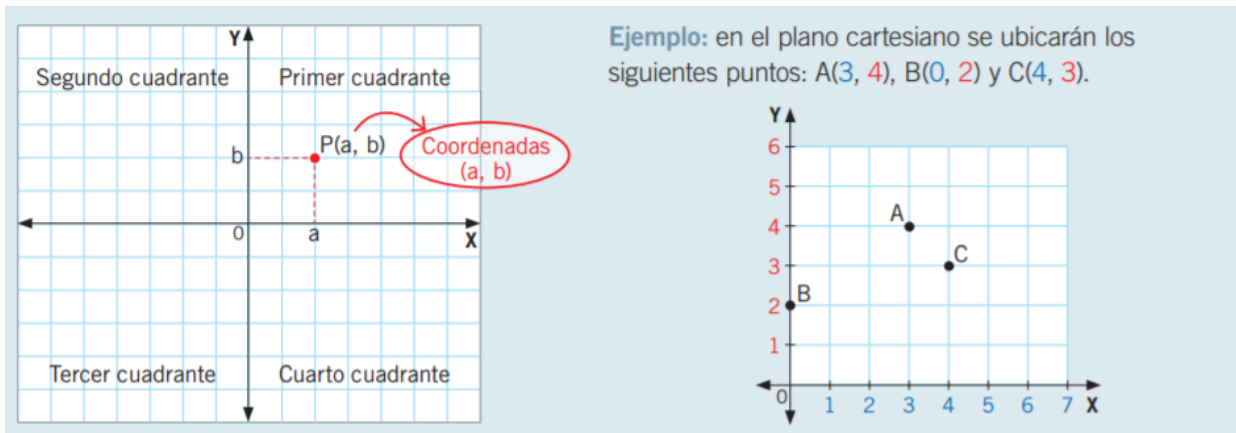 Y
Segundo cuadrante
Primer cuadrante
P(a, b)
Coordenadas
(a, b)
b
0
a
X
Tercer cuadrante
Cuarto cuadrante
Ejemplo: en el plano cartesiano se ubicarán los
siguientes puntos: A(3, 4), B(0, 2) y C(4, 3).
Y
6
5
4
3
2
1
A
C
B
0
1 2 3 4 5 6 7 X